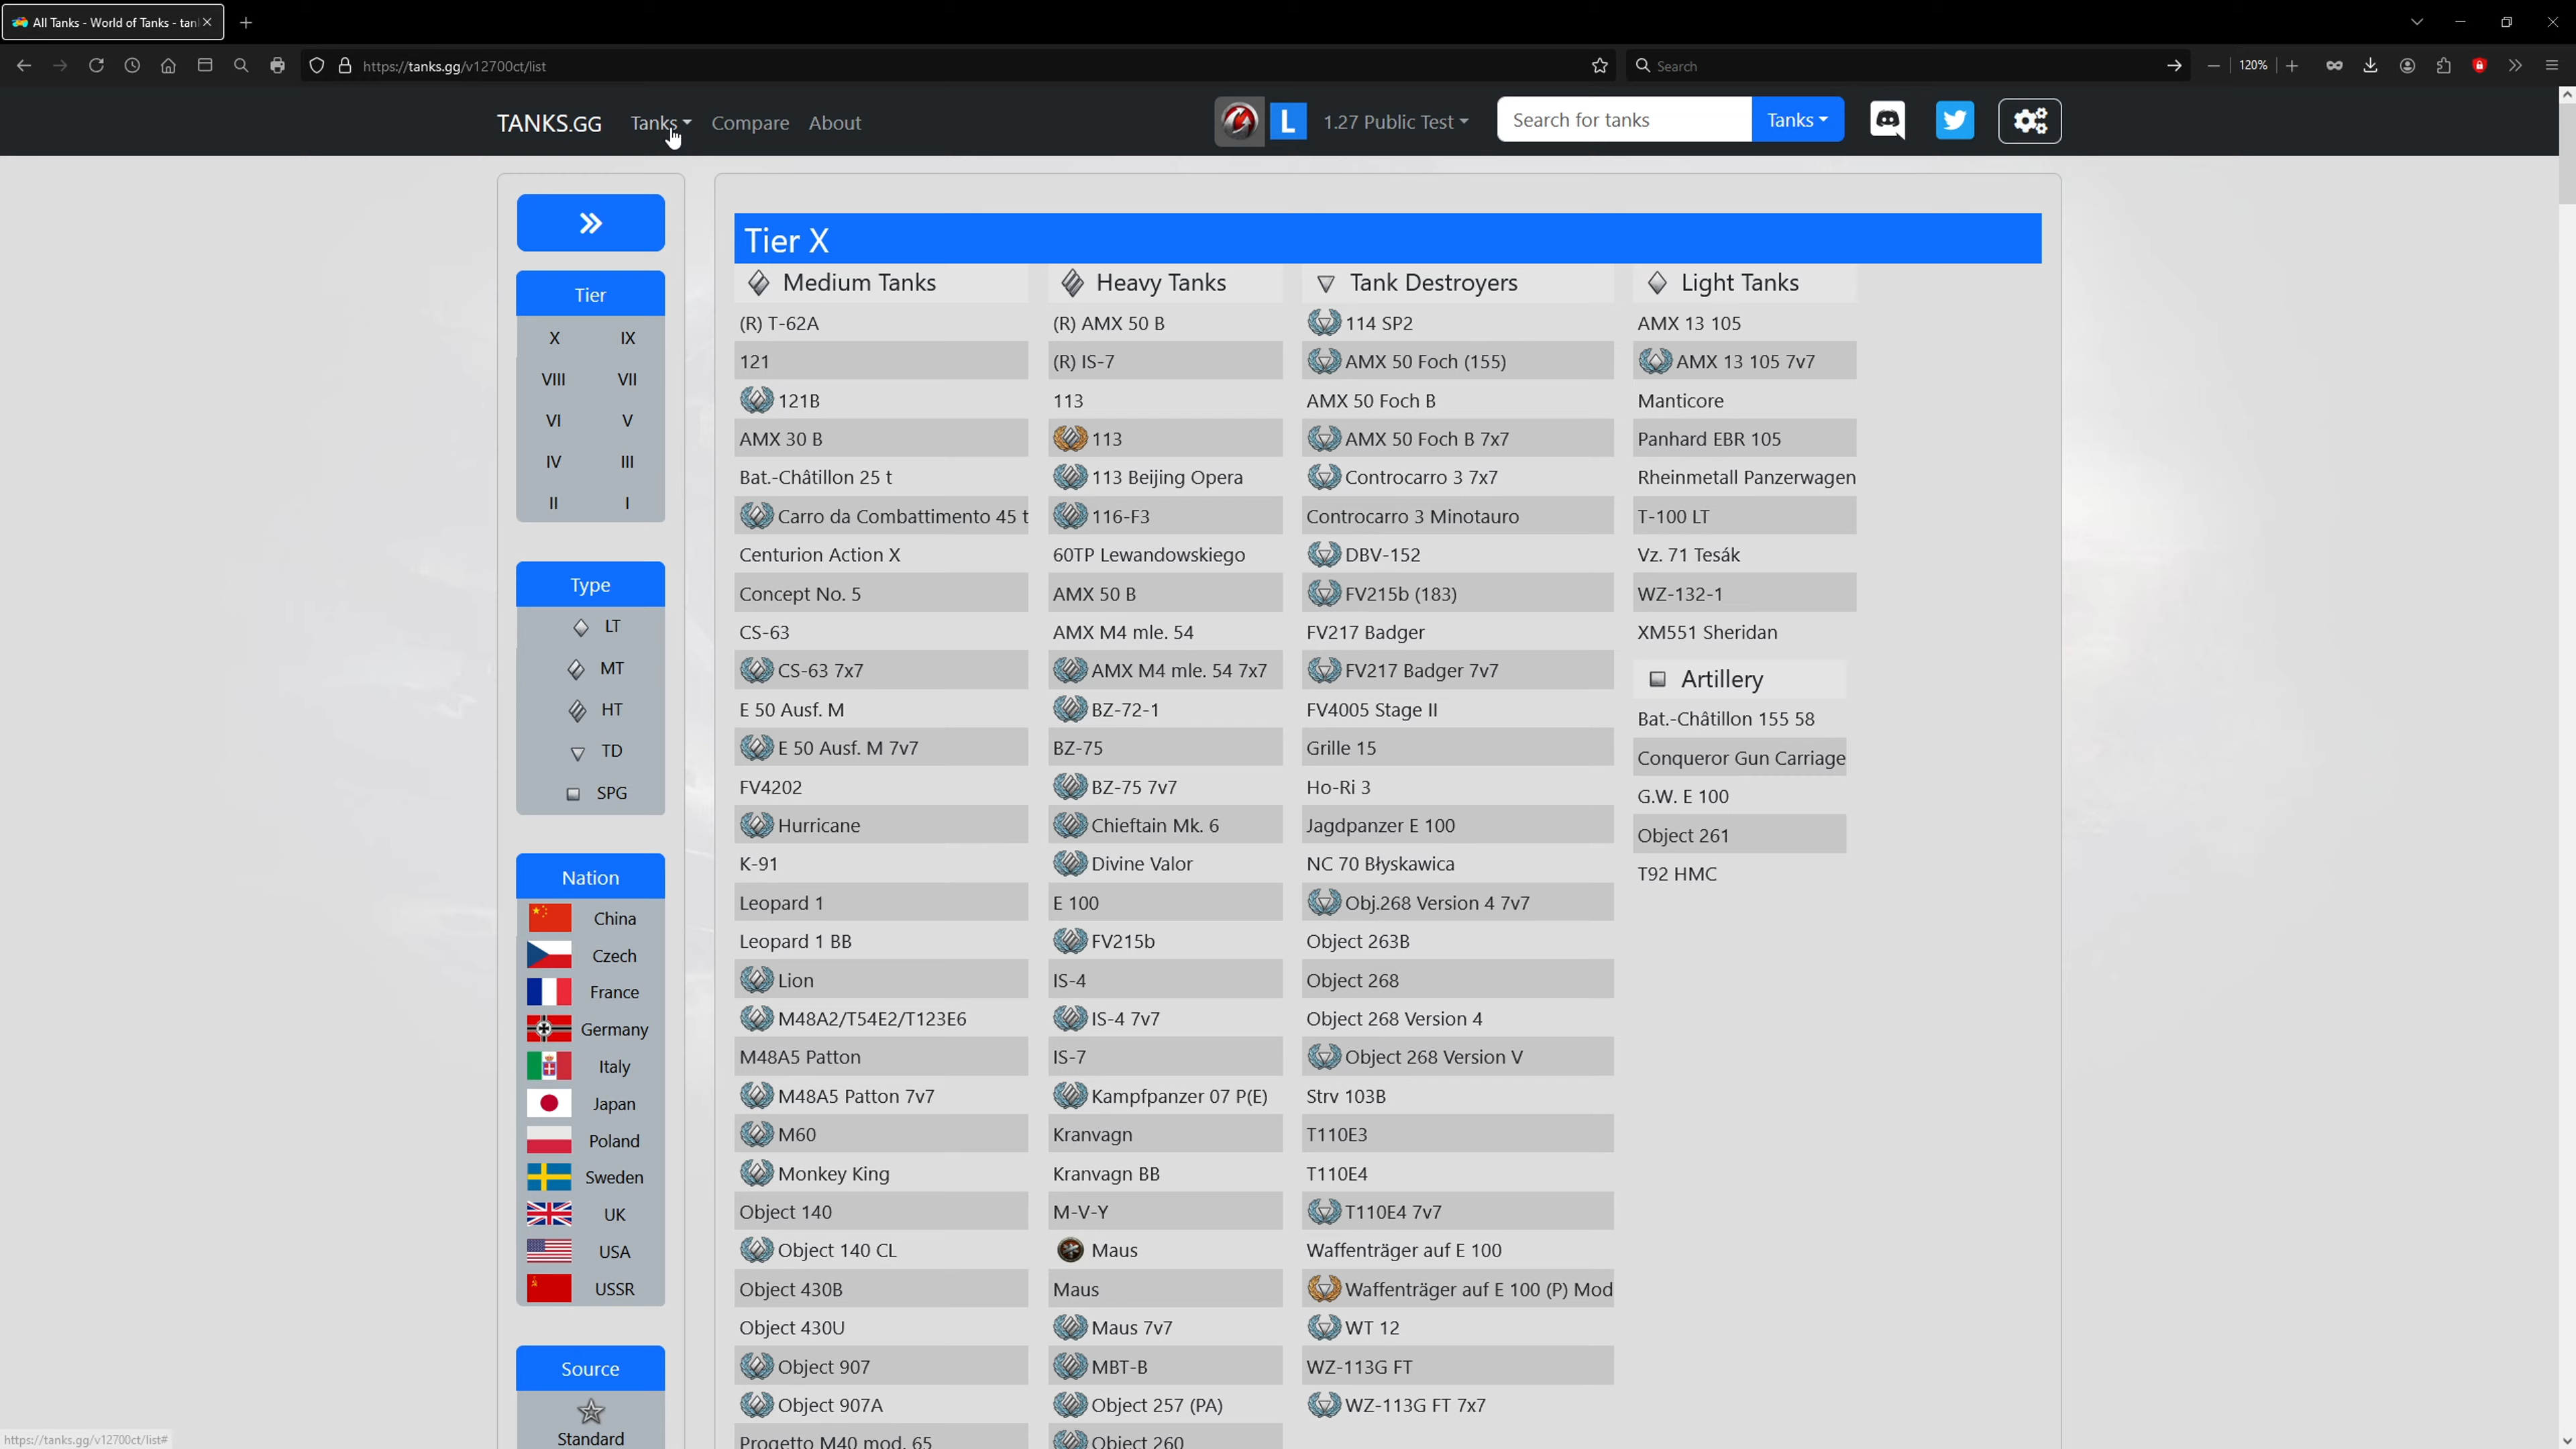 All Tanks - World of Tanks - tan
https://tanks.gg/v12700ct/list
Search
120%
TANKS.GG
Tanks
Compare
About
L
1.27 Public Test
Search for tanks
Tanks
Tier
X IX
VIII VII
VI V
IV III
II I
Type
LT
MT
HT
TD
SPG
Nation
China
Czech
France
Germany
Italy
Japan
Poland
Sweden
UK
USA
USSR
Source
Standard
Tier X
Medium Tanks
(R) T-62A
121
121B
AMX 30 B
Bat.-Châtillon 25 t
Carro da Combattimento 45 t
Centurion Action X
Concept No. 5
CS-63
CS-63 7x7
E 50 Ausf. M
E 50 Ausf. M 7v7
FV4202
Hurricane
K-91
Leopard 1
Leopard 1 BB
Lion
M48A2/T54E2/T123E6
M48A5 Patton
M48A5 Patton 7v7
M60
Monkey King
Object 140
Object 140 CL
Object 430B
Object 430U
Object 907
Object 907A
Progetto M40 mod. 65
Heavy Tanks
(R) AMX 50 B
(R) IS-7
113
113
113 Beijing Opera
116-F3
60TP Lewandowskiego
AMX 50 B
AMX M4 mle. 54
AMX M4 mle. 54 7x7
BZ-72-1
BZ-75
BZ-75 7v7
Chieftain Mk. 6
Divine Valor
E 100
FV215b
IS-4
IS-4 7v7
IS-7
Kampfpanzer 07 P(E)
Kranvagn
Kranvagn BB
M-V-Y
Maus
Maus
Maus 7v7
MBT-B
Object 257 (PA)
Object 260
Tank Destroyers
114 SP2
AMX 50 Foch (155)
AMX 50 Foch B
AMX 50 Foch B 7x7
Controcarro 3 7x7
Controcarro 3 Minotauro
DBV-152
FV215b (183)
FV217 Badger
FV217 Badger 7v7
FV4005 Stage II
Grille 15
Ho-Ri 3
Jagdpanzer E 100
NC 70 Błyskawica
Obj.268 Version 4 7v7
Object 263B
Object 268
Object 268 Version 4
Object 268 Version V
Strv 103B
T110E3
T110E4
T110E4 7v7
Waffenträger auf E 100
Waffenträger auf E 100 (P) Mod
WT 12
WZ-113G FT
WZ-113G FT 7x7
Light Tanks
AMX 13 105
AMX 13 105 7v7
Manticore
Panhard EBR 105
Rheinmetall Panzerwagen
T-100 LT
Vz. 71 Tesák
WZ-132-1
XM551 Sheridan
Artillery
Bat.-Châtillon 155 58
Conqueror Gun Carriage
G.W. E 100
Object 261
T92 HMC
https://tanks.gg/v12700ct/list#